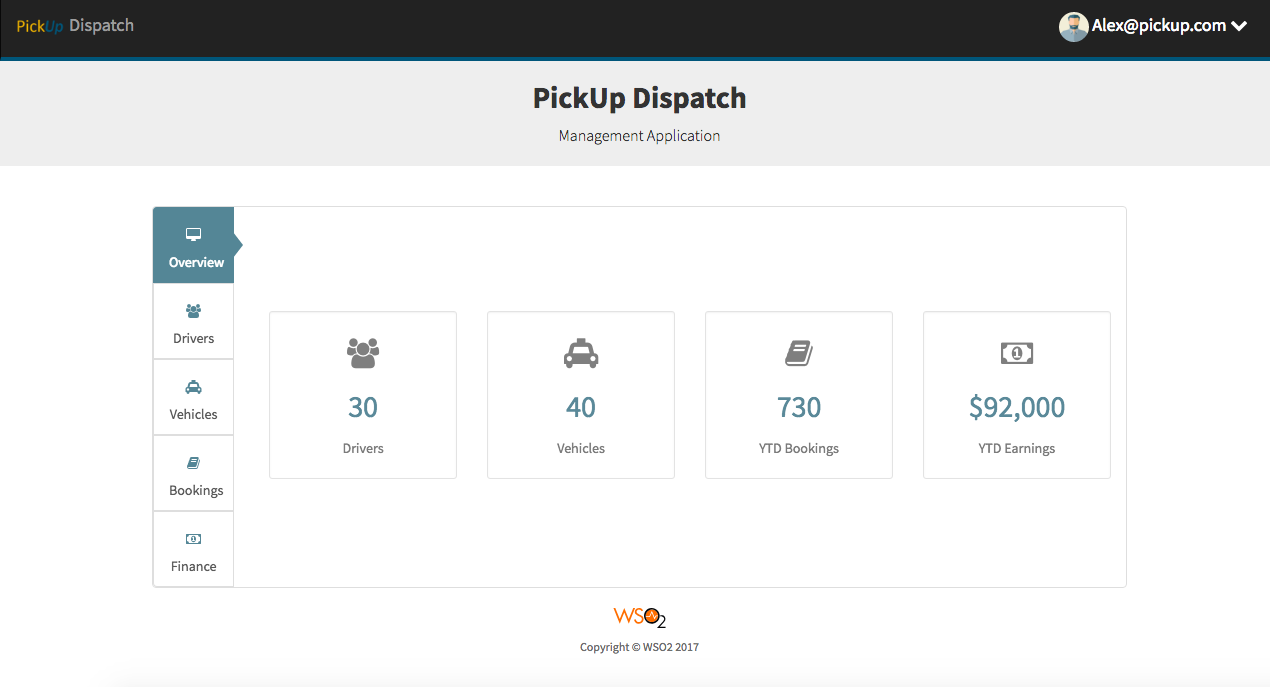 PickUp Dispatch
Alex@pickup.com
PickUp Dispatch
Management Application
Overview
Drivers
Vehicles
Bookings
Finance
30
Drivers
40
Vehicles
730
YTD Bookings
1
$92,000
YTD Earnings
WSO2
Copyright © WSO2 2017